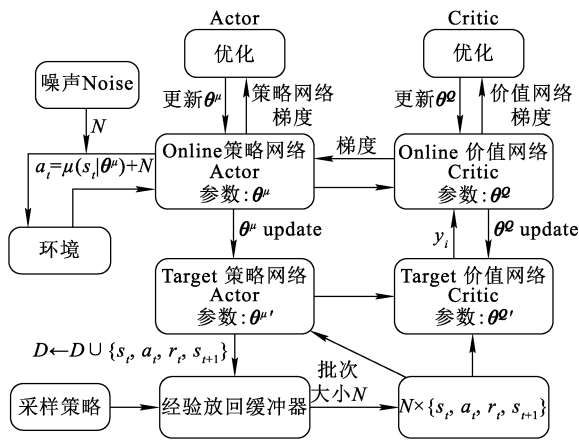 Actor
Critic
优化
优化
噪声Noise
更新θ^μ
策略网络
梯度
更新θ^Q
价值网络
梯度
N
a_t=μ(s_t|θ^μ)+N
Online策略网络
Actor
参数:θ^μ
梯度
Online 价值网络
Critic
参数:θ^Q
环境
θ^μ update
y_i
θ^Q update
Target 策略网络
Actor
参数:θ^μ′
Target 价值网络
Critic
参数:θ^Q′
D←D∪{s_t, a_t, r_t, s_{t+1}}
批次
大小N
采样策略
经验放回缓冲器
N×{s_t, a_t, r_t, s_{t+1}}